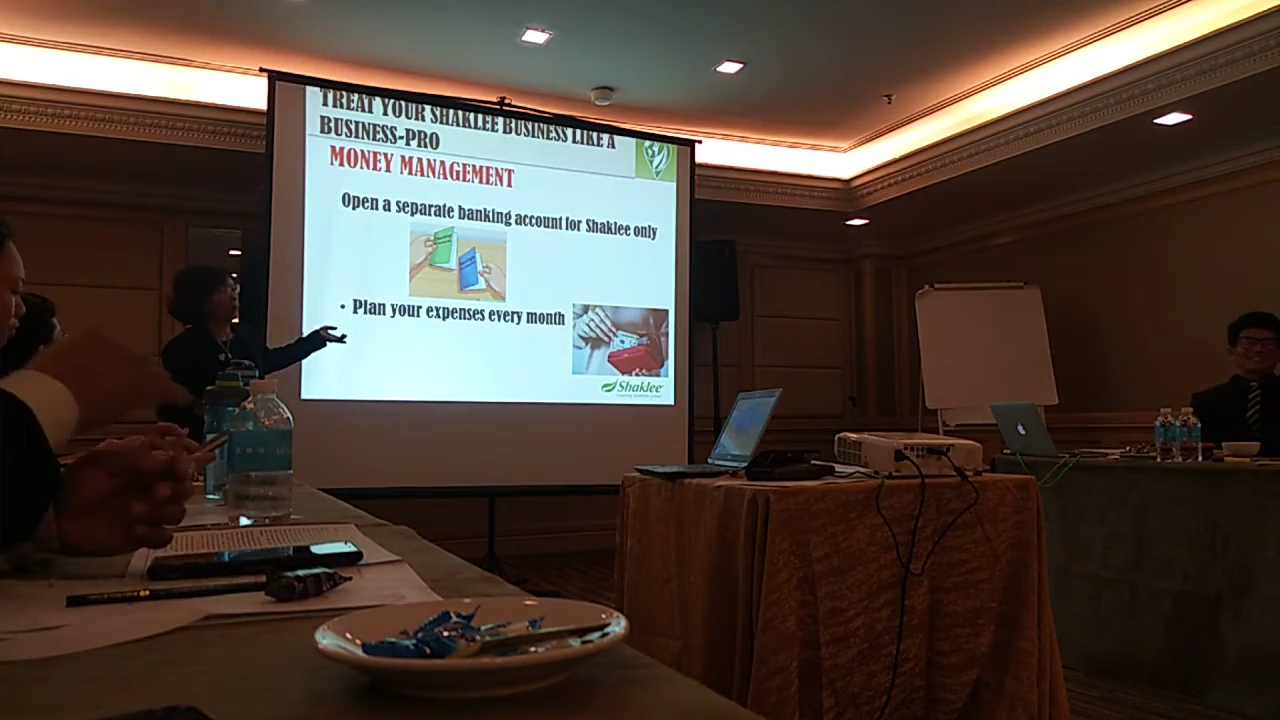 TREAT YOUR SHAKLEE BUSINESS LIKE A
BUSINESS-PRO
MONEY MANAGEMENT
Open a separate banking account for Shaklee only
• Plan your expenses every month
Shaklee